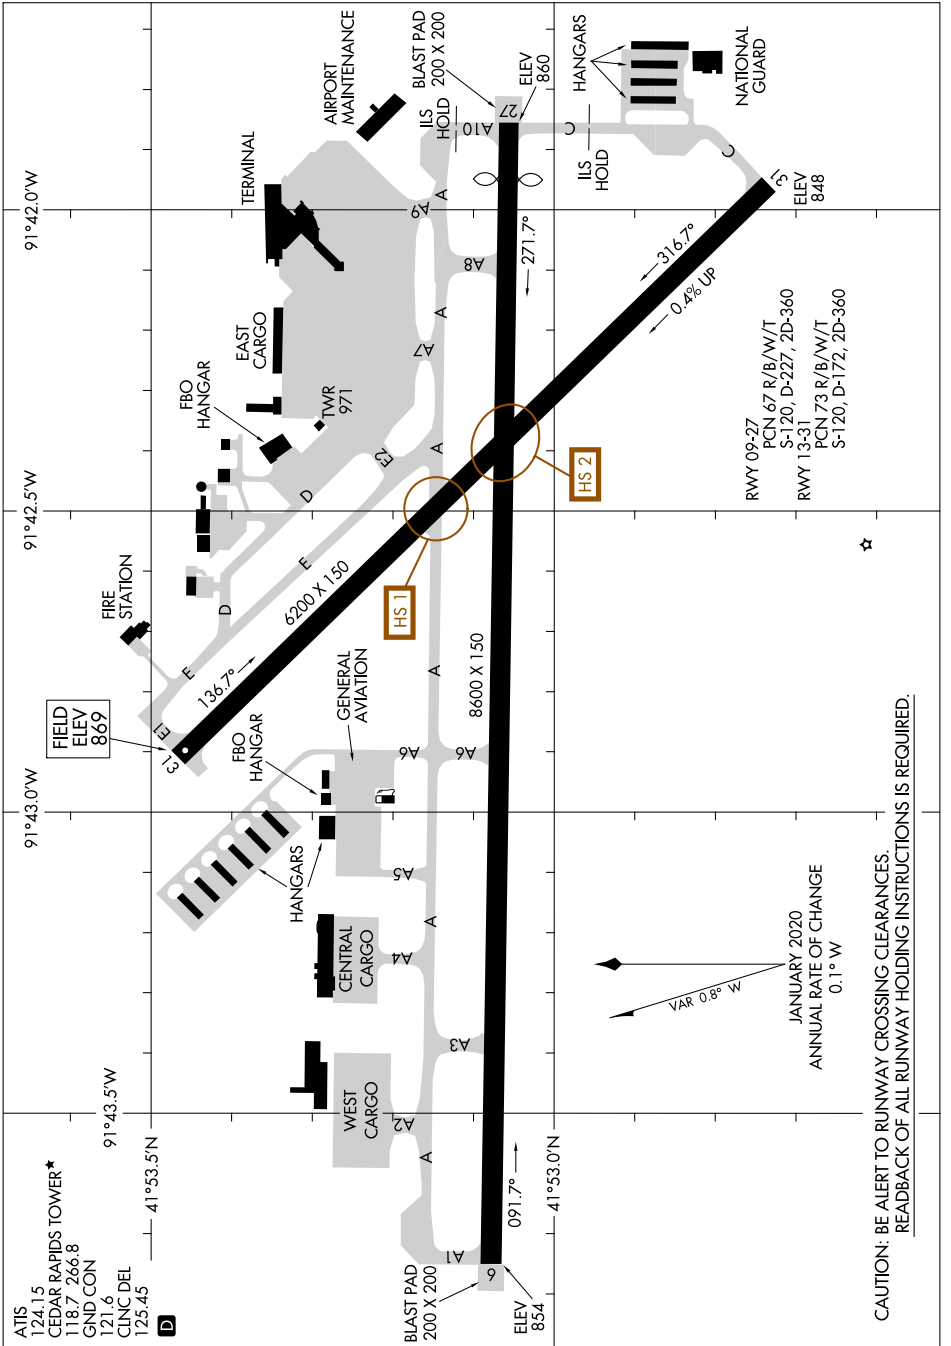 ATIS
124.15
CEDAR RAPIDS TOWER★
118.7 266.8
GND CON
121.6
CLNC DEL
125.45
D
91°43.5'W
91°43.0'W
91°42.5'W
91°42.0'W
41°53.5'N
41°53.0'N
FIELD
ELEV
869
FIRE
STATION
FBO
HANGAR
EAST
CARGO
TERMINAL
AIRPORT
MAINTENANCE
TWR
971
HANGARS
FBO
HANGAR
GENERAL
AVIATION
CENTRAL
CARGO
WEST
CARGO
13
E1
E
136.7°
D
E
D
6200 X 150
E2
HS 1
HS 2
A1
A
A2
A3
A4
A
A5
A6
A6
A
A
A7
A
A8
A9
A
A10
ILS
HOLD
BLAST PAD
200 X 200
27
ELEV
860
BLAST PAD
200 X 200
9
ELEV
854
091.7°
8600 X 150
271.7°
C
ILS
HOLD
C
HANGARS
NATIONAL
GUARD
31
ELEV
848
316.7°
0.4% UP
RWY 09-27
PCN 67 R/B/W/T
S-120, D-227, 2D-360
RWY 13-31
PCN 73 R/B/W/T
S-120, D-172, 2D-360
VAR 0.8° W
JANUARY 2020
ANNUAL RATE OF CHANGE
0.1° W
CAUTION: BE ALERT TO RUNWAY CROSSING CLEARANCES.
READBACK OF ALL RUNWAY HOLDING INSTRUCTIONS IS REQUIRED.